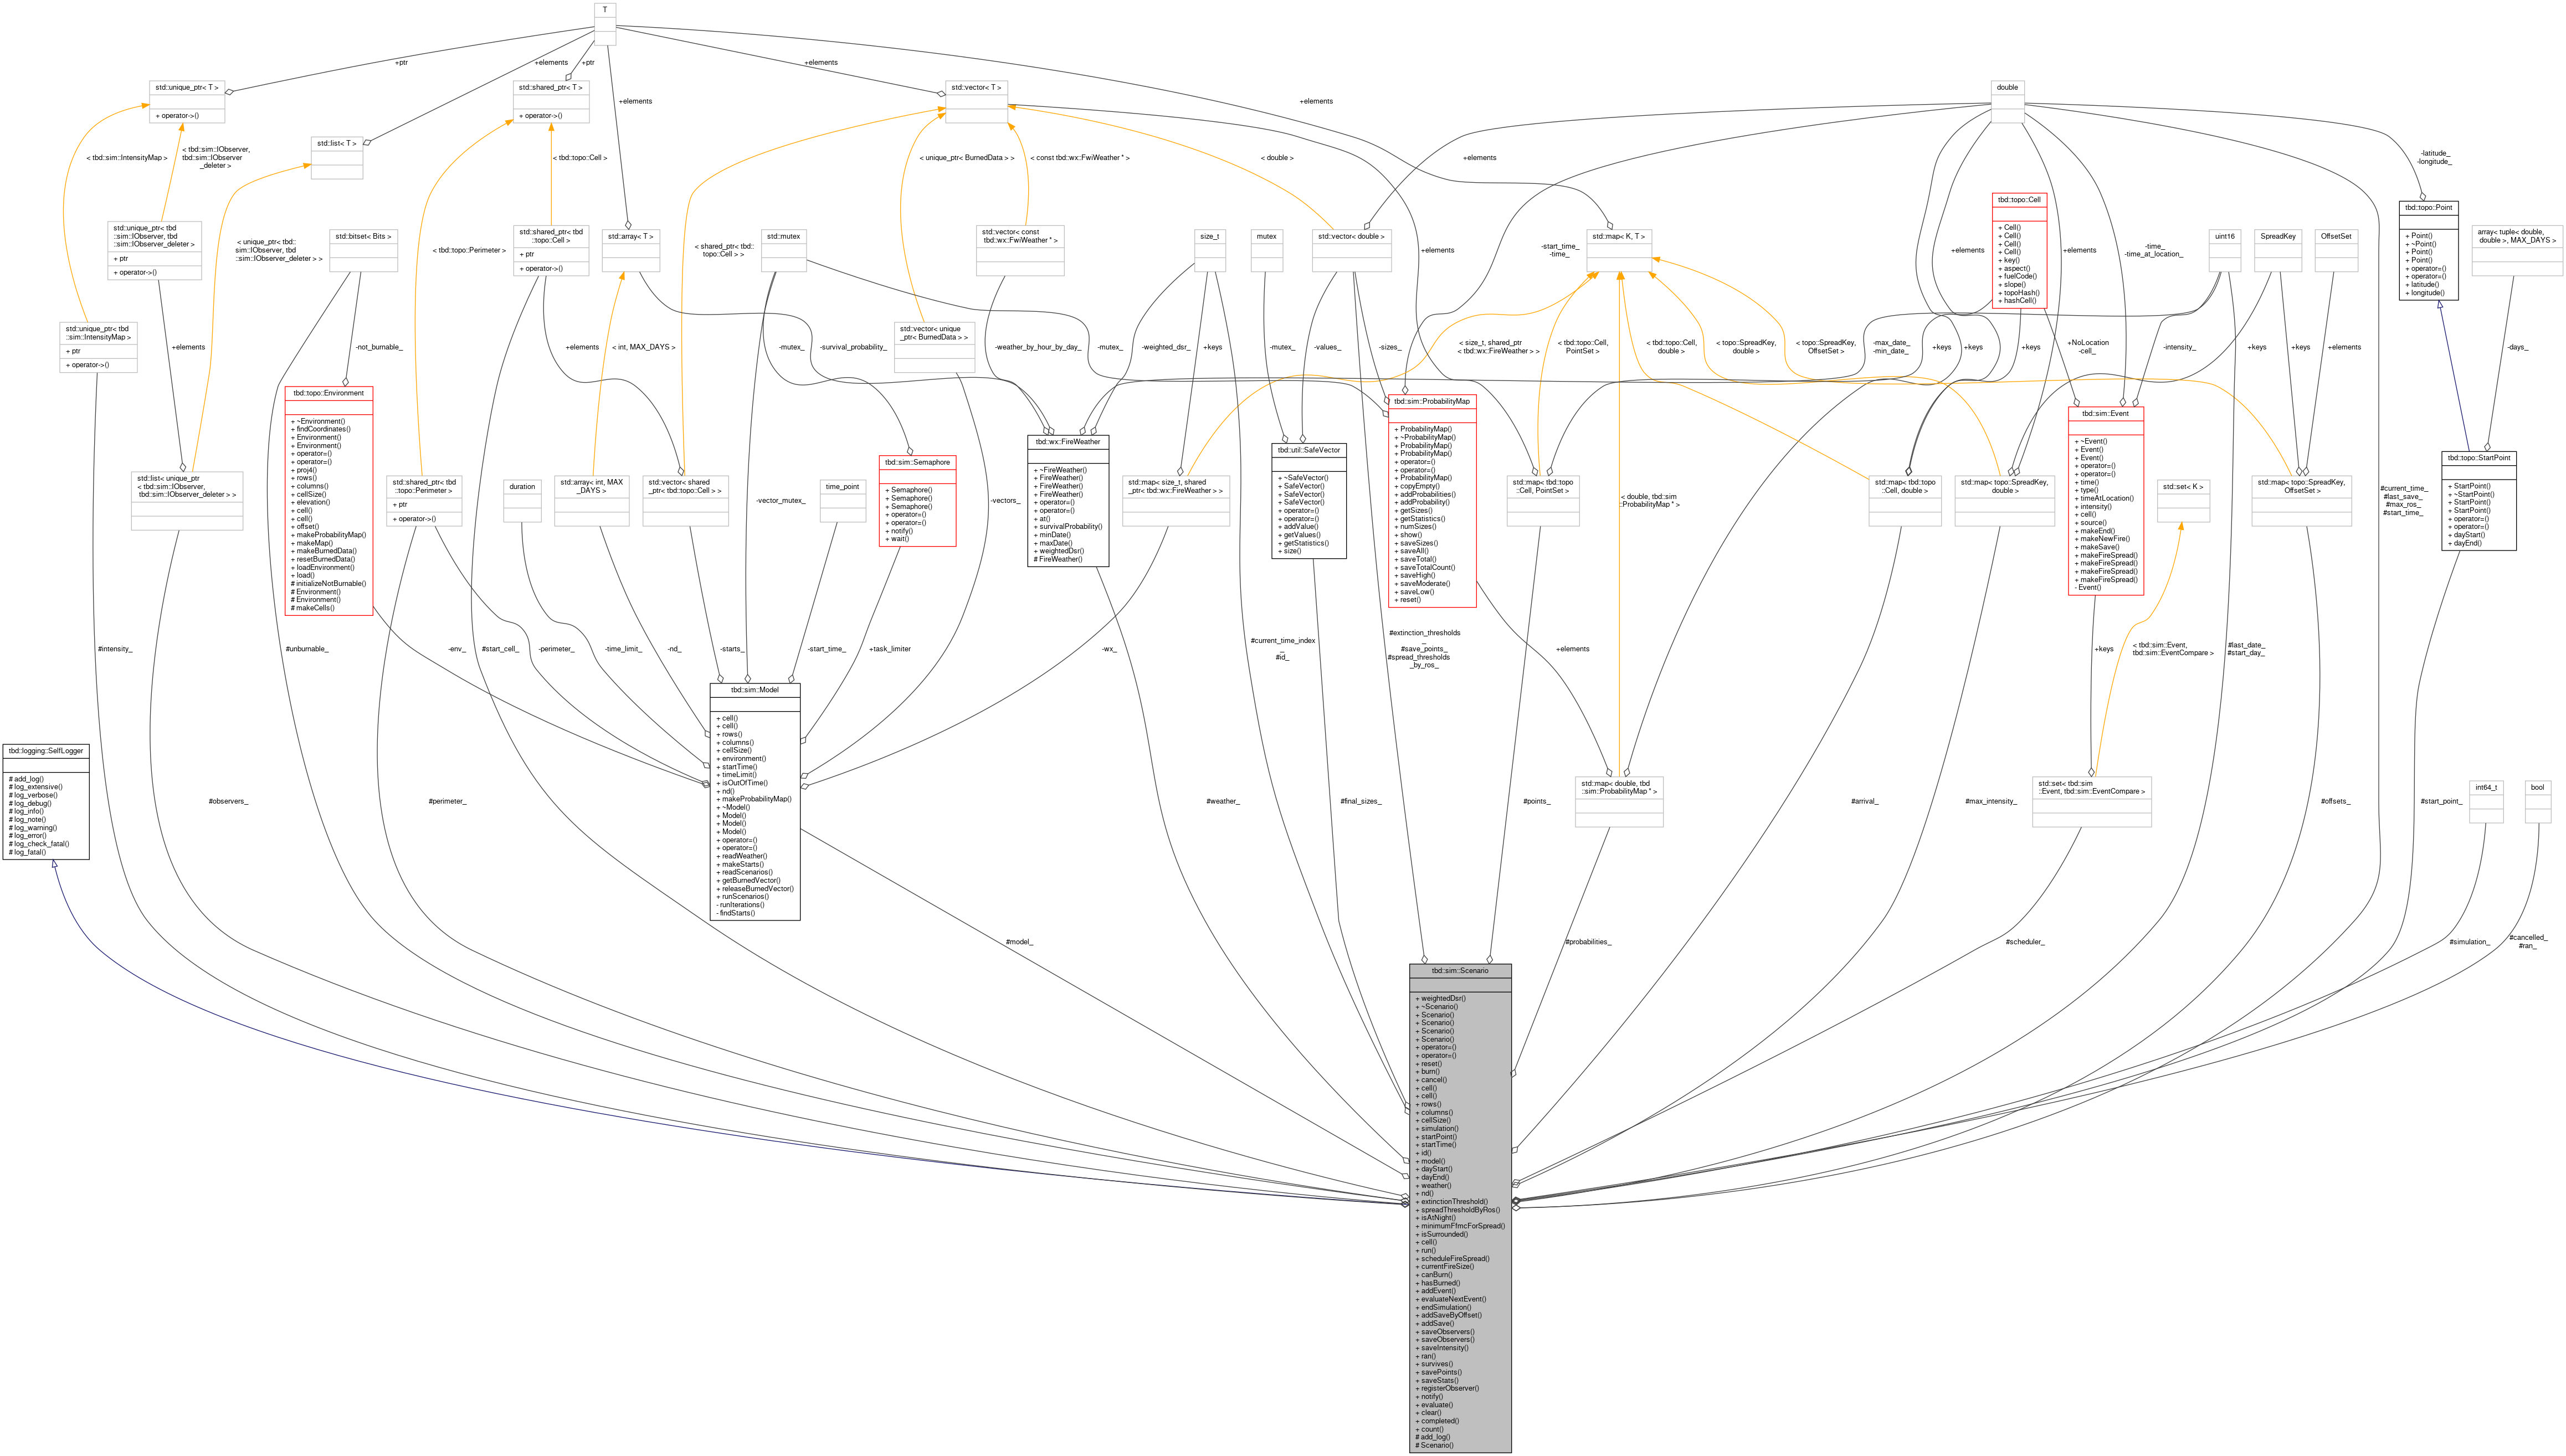 T
+ptr
+elements
+ptr
+elements
+elements
+elements
std::unique_ptr< T >
+ operator->()
std::shared_ptr< T >
+ operator->()
std::vector< T >
double
std::list< T >
< tbd::sim::IntensityMap >
< tbd::sim::IObserver,
tbd::sim::IObserver
_deleter >
< tbd::topo::Cell >
< unique_ptr< BurnedData > >
< const tbd::wx::FwiWeather * >
< double >
+elements
-latitude_
-longitude_
tbd::topo::Cell
+ Cell()
+ Cell()
+ Cell()
+ Cell()
+ key()
+ aspect()
+ fuelCode()
+ slope()
+ topoHash()
+ hashCell()
tbd::topo::Point
+ Point()
+ ~Point()
+ Point()
+ Point()
+ operator=()
+ operator=()
+ latitude()
+ longitude()
std::unique_ptr< tbd
::sim::IObserver, tbd
::sim::IObserver_deleter >
+ ptr
+ operator->()
< unique_ptr< tbd::
sim::IObserver, tbd
::sim::IObserver_deleter > >
std::bitset< Bits >
< tbd::topo::Perimeter >
std::shared_ptr< tbd
::topo::Cell >
+ ptr
+ operator->()
std::array< T >
< shared_ptr< tbd::
topo::Cell > >
std::mutex
std::vector< const
tbd::wx::FwiWeather * >
size_t
mutex
std::vector< double >
+elements
-start_time_
-time_
std::map< K, T >
+elements
+elements
-time_
-time_at_location_
uint16
SpreadKey
OffsetSet
array< tuple< double,
double >, MAX_DAYS >
std::unique_ptr< tbd
::sim::IntensityMap >
+ ptr
+ operator->()
+elements
-not_burnable_
+elements
< int, MAX_DAYS >
-mutex_
-survival_probability_
std::vector< unique
_ptr< BurnedData > >
-weather_by_hour_by_day_
-mutex_
-weighted_dsr_
+keys
-mutex_
-values_
-sizes_
< size_t, shared_ptr
< tbd::wx::FireWeather > >
< tbd::topo::Cell,
PointSet >
< tbd::topo::Cell,
double >
< topo::SpreadKey,
double >
< topo::SpreadKey,
OffsetSet >
-max_date_
-min_date_
+keys
+keys
+keys
+NoLocation
-cell_
-intensity_
+keys
+keys
+elements
-days_
tbd::topo::Environment
+ ~Environment()
+ findCoordinates()
+ Environment()
+ Environment()
+ operator=()
+ operator=()
+ proj4()
+ rows()
+ columns()
+ cellSize()
+ elevation()
+ cell()
+ cell()
+ offset()
+ makeProbabilityMap()
+ makeMap()
+ makeBurnedData()
+ resetBurnedData()
+ loadEnvironment()
+ load()
# initializeNotBurnable()
# Environment()
# Environment()
# makeCells()
tbd::sim::ProbabilityMap
+ ProbabilityMap()
+ ~ProbabilityMap()
+ ProbabilityMap()
+ ProbabilityMap()
+ operator=()
+ operator=()
+ ProbabilityMap()
+ copyEmpty()
+ addProbabilities()
+ addProbability()
+ getSizes()
+ getStatistics()
+ numSizes()
+ show()
+ saveSizes()
+ saveAll()
+ saveTotal()
+ saveTotalCount()
+ saveHigh()
+ saveModerate()
+ saveLow()
+ reset()
tbd::sim::Event
+ ~Event()
+ Event()
+ Event()
+ operator=()
+ operator=()
+ time()
+ type()
+ timeAtLocation()
+ intensity()
+ cell()
+ source()
+ makeEnd()
+ makeNewFire()
+ makeSave()
+ makeFireSpread()
+ makeFireSpread()
+ makeFireSpread()
+ makeFireSpread()
- Event()
tbd::wx::FireWeather
+ ~FireWeather()
+ FireWeather()
+ FireWeather()
+ FireWeather()
+ operator=()
+ operator=()
+ at()
+ survivalProbability()
+ minDate()
+ maxDate()
+ weightedDsr()
# FireWeather()
tbd::util::SafeVector
+ ~SafeVector()
+ SafeVector()
+ SafeVector()
+ SafeVector()
+ operator=()
+ operator=()
+ addValue()
+ getValues()
+ getStatistics()
+ size()
tbd::topo::StartPoint
+ StartPoint()
+ ~StartPoint()
+ StartPoint()
+ StartPoint()
+ operator=()
+ operator=()
+ dayStart()
+ dayEnd()
tbd::sim::Semaphore
+ Semaphore()
+ Semaphore()
+ Semaphore()
+ operator=()
+ operator=()
+ notify()
+ wait()
std::list< unique_ptr
< tbd::sim::IObserver,
tbd::sim::IObserver_deleter > >
std::shared_ptr< tbd
::topo::Perimeter >
+ ptr
+ operator->()
duration
std::array< int, MAX
_DAYS >
std::vector< shared
_ptr< tbd::topo::Cell > >
-vector_mutex_
time_point
-vectors_
std::map< size_t, shared
_ptr< tbd::wx::FireWeather > >
std::map< tbd::topo
::Cell, PointSet >
< double, tbd::sim
::ProbabilityMap * >
std::map< tbd::topo
::Cell, double >
std::map< topo::SpreadKey,
double >
std::set< K >
std::map< topo::SpreadKey,
OffsetSet >
#current_time_
#last_save_
#max_ros_
#start_time_
#intensity_
#unburnable_
-env_
#start_cell_
-perimeter_
-time_limit_
-nd_
-starts_
-start_time_
+task_limiter
-wx_
#current_time_index
_
#id_
#extinction_thresholds
_
#save_points_
#spread_thresholds
_by_ros_
+elements
+keys
< tbd::sim::Event,
tbd::sim::EventCompare >
#last_date_
#start_day_
tbd::sim::Model
+ cell()
+ cell()
+ rows()
+ columns()
+ cellSize()
+ environment()
+ startTime()
+ timeLimit()
+ isOutOfTime()
+ nd()
+ makeProbabilityMap()
+ ~Model()
+ Model()
+ Model()
+ Model()
+ operator=()
+ operator=()
+ readWeather()
+ makeStarts()
+ readScenarios()
+ getBurnedVector()
+ releaseBurnedVector()
+ runScenarios()
- runIterations()
- findStarts()
tbd::logging::SelfLogger
# add_log()
# log_extensive()
# log_verbose()
# log_debug()
# log_info()
# log_note()
# log_warning()
# log_error()
# log_check_fatal()
# log_fatal()
#observers_
#perimeter_
#weather_
#final_sizes_
#points_
std::map< double, tbd
::sim::ProbabilityMap * >
#arrival_
#max_intensity_
std::set< tbd::sim
::Event, tbd::sim::EventCompare >
#offsets_
#start_point_
int64_t
bool
#model_
#probabilities_
#scheduler_
#simulation_
#cancelled_
#ran_
tbd::sim::Scenario
+ weightedDsr()
+ ~Scenario()
+ Scenario()
+ Scenario()
+ Scenario()
+ Scenario()
+ operator=()
+ operator=()
+ reset()
+ burn()
+ cancel()
+ cell()
+ cell()
+ rows()
+ columns()
+ cellSize()
+ simulation()
+ startPoint()
+ startTime()
+ id()
+ model()
+ dayStart()
+ dayEnd()
+ weather()
+ nd()
+ extinctionThreshold()
+ spreadThresholdByRos()
+ isAtNight()
+ minimumFfmcForSpread()
+ isSurrounded()
+ cell()
+ run()
+ scheduleFireSpread()
+ currentFireSize()
+ canBurn()
+ hasBurned()
+ addEvent()
+ evaluateNextEvent()
+ endSimulation()
+ addSaveByOffset()
+ addSave()
+ saveObservers()
+ saveObservers()
+ saveIntensity()
+ ran()
+ survives()
+ savePoints()
+ saveStats()
+ registerObserver()
+ notify()
+ evaluate()
+ clear()
+ completed()
+ count()
# add_log()
# Scenario()